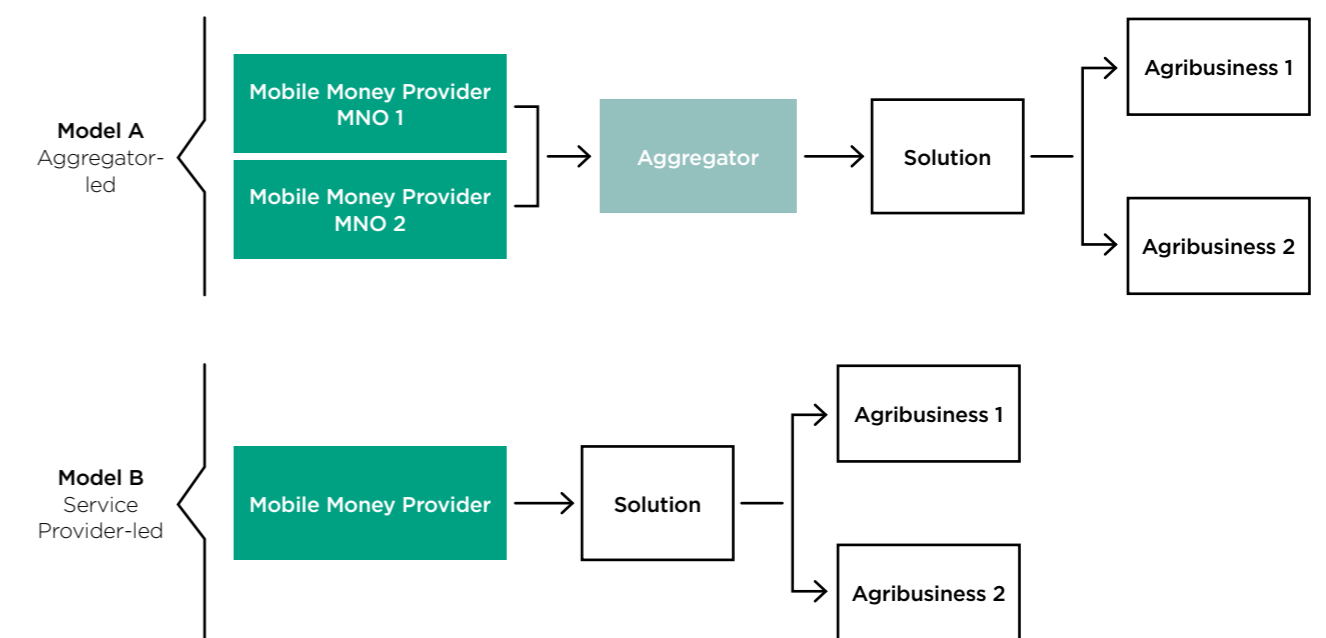 Model A
Aggregator-
led
Mobile Money Provider
MNO 1
Mobile Money Provider
MNO 2
Aggregator
Solution
Agribusiness 1
Agribusiness 2
Model B
Service
Provider-led
Mobile Money Provider
Solution
Agribusiness 1
Agribusiness 2